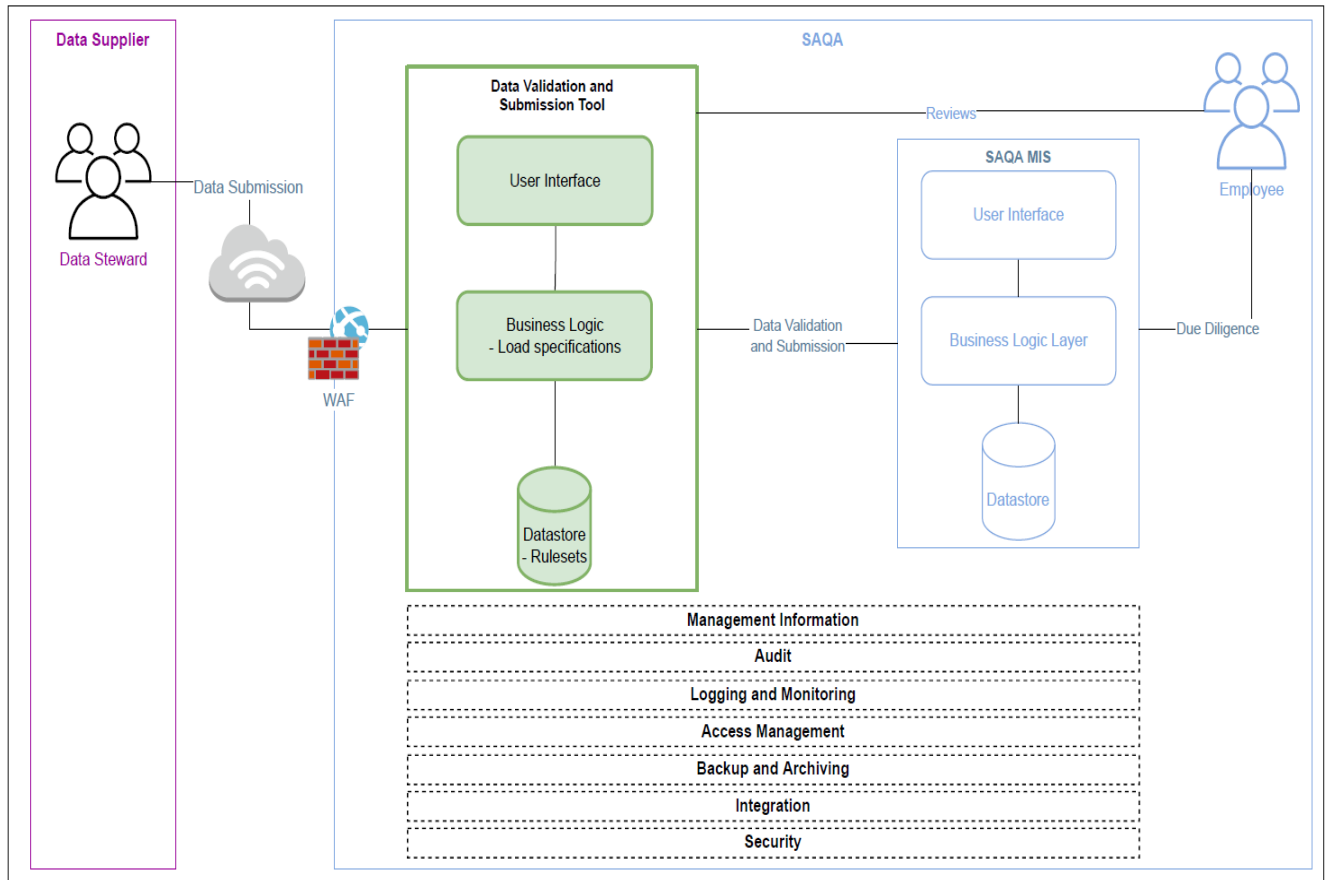 Data Supplier
SAQA
Data Validation and
Submission Tool
Reviews
SAQA MIS
User Interface
Data Submission
Employee
User Interface
Data Steward
Business Logic
- Load specifications
Data Validation
and Submission
Business Logic Layer
Due Diligence
WAF
Datastore
Datastore
- Rulesets
Management Information
Audit
Logging and Monitoring
Access Management
Backup and Archiving
Integration
Security